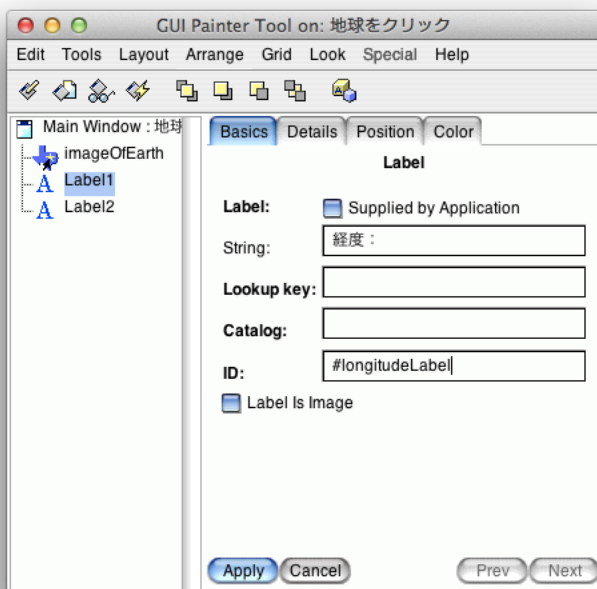 GUI Painter Tool on: 地球をクリック
Edit Tools Layout Arrange Grid Look Special Help
Main Window : 地球
imageOfEarth
Label1
Label2
Basics Details Position Color
Label
Label: Supplied by Application
String: 経度：
Lookup key:
Catalog:
ID: #longitudeLabel
Label Is Image
Apply Cancel Prev Next